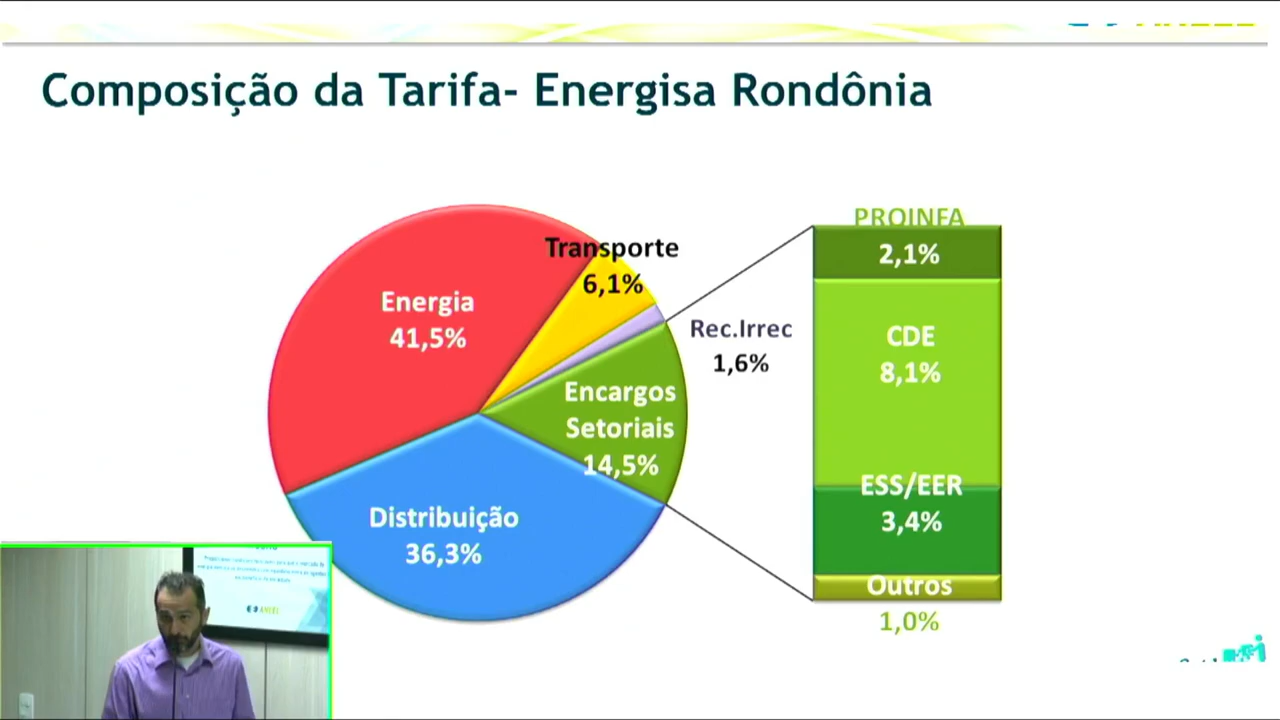 Composição da Tarifa- Energisa Rondônia
Energia
41,5%
Transporte
6,1%
Rec.Irrec
1,6%
Encargos
Setoriais
14,5%
Distribuição
36,3%
PROINFA
2,1%
CDE
8,1%
ESS/EER
3,4%
Outros
1,0%
ANEEL